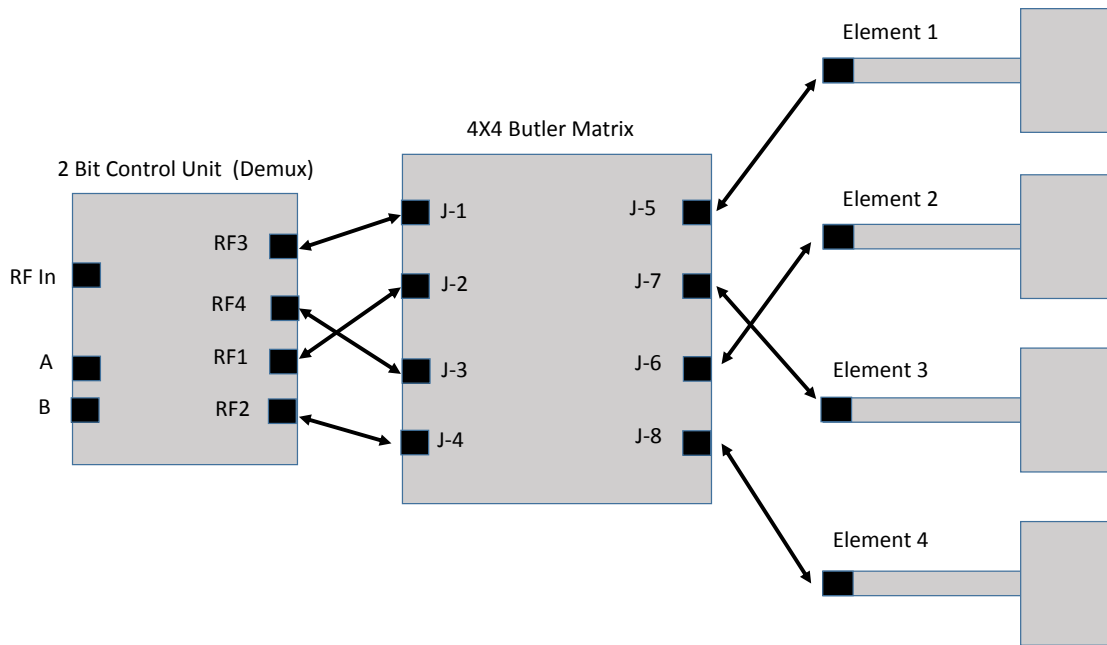 Element 1
4X4 Butler Matrix
2 Bit Control Unit (Demux)
RF3
RF4
RF1
RF2
RF In
A
B
J-1
J-2
J-3
J-4
J-5
J-7
J-6
J-8
Element 2
Element 3
Element 4